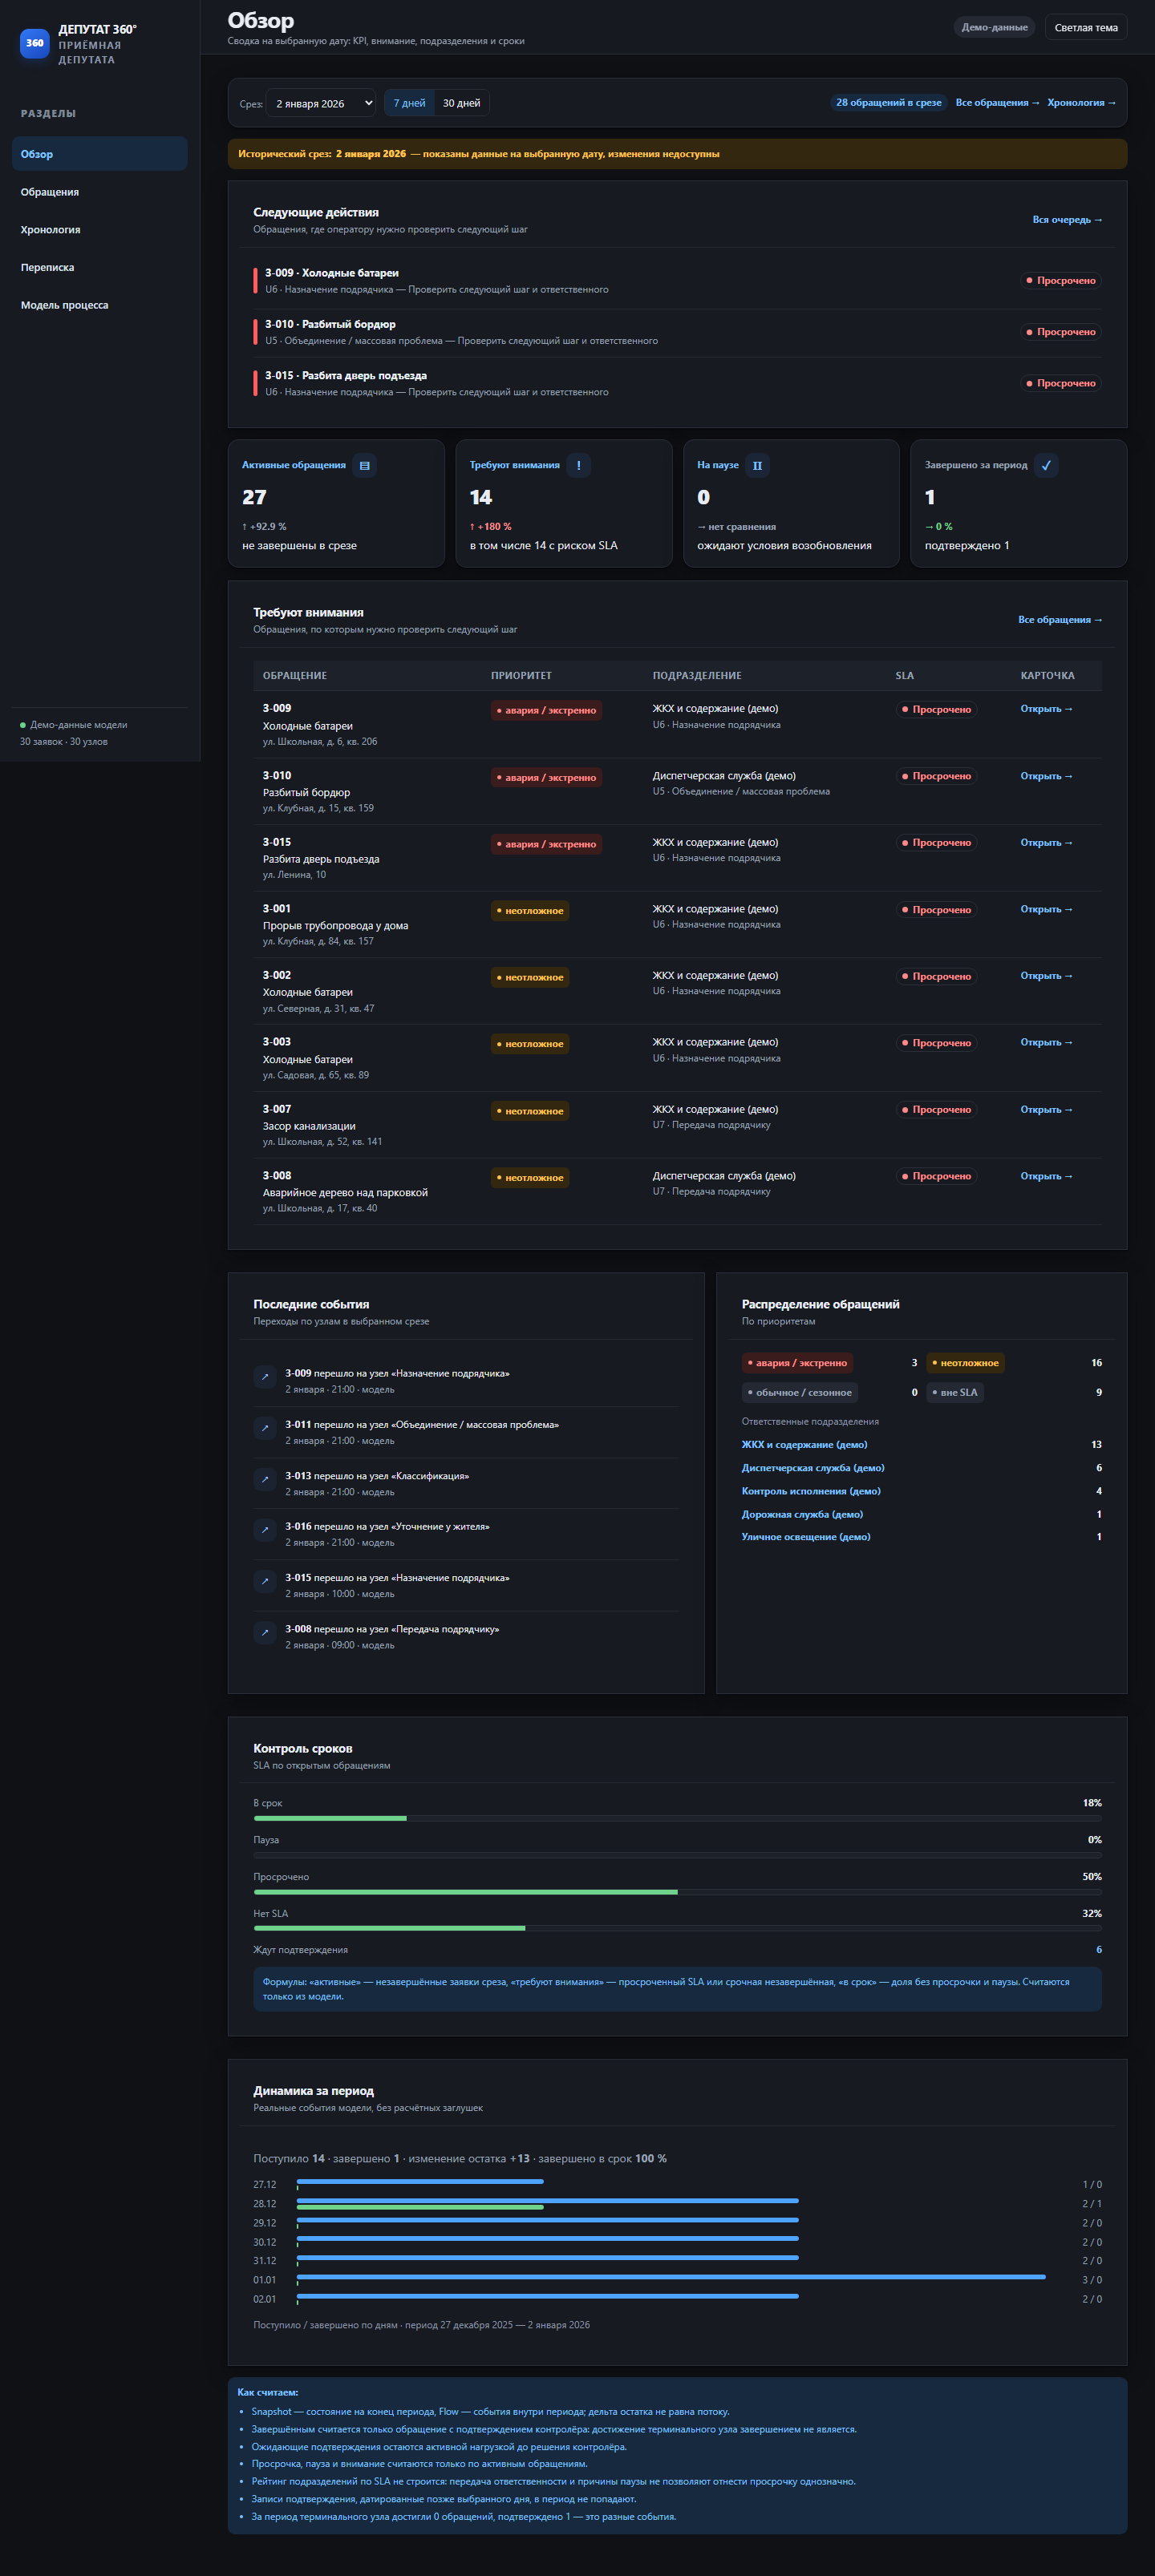 360
ДЕПУТАТ 360°
ПРИЁМНАЯ
ДЕПУТАТА
РАЗДЕЛЫ
Обзор
Обращения
Хронология
Переписка
Модель процесса
Демо-данные модели
30 заявок · 30 узлов
Обзор
Сводка на выбранную дату: KPI, внимание, подразделения и сроки
Демо-данные
Светлая тема
Срез: 2 января 2026 7 дней 30 дней
28 обращений в срезе Все обращения → Хронология →
Исторический срез: 2 января 2026 — показаны данные на выбранную дату, изменения недоступны
Следующие действия
Обращения, где оператору нужно проверить следующий шаг
Вся очередь →
З-009 · Холодные батареи
U6 · Назначение подрядчика — Проверить следующий шаг и ответственного
Просрочено
З-010 · Разбитый бордюр
U5 · Объединение / массовая проблема — Проверить следующий шаг и ответственного
Просрочено
З-015 · Разбита дверь подъезда
U6 · Назначение подрядчика — Проверить следующий шаг и ответственного
Просрочено
Активные обращения
27
↑ +92.9 %
не завершены в срезе
Требуют внимания !
14
↑ +180 %
в том числе 14 с риском SLA
На паузе
0
→ нет сравнения
ожидают условия возобновления
Завершено за период ✓
1
→ 0 %
подтверждено 1
Требуют внимания
Обращения, по которым нужно проверить следующий шаг
Все обращения →
ОБРАЩЕНИЕ ПРИОРИТЕТ ПОДРАЗДЕЛЕНИЕ SLA КАРТОЧКА
З-009 авария / экстренно ЖКХ и содержание (демо) Просрочено Открыть →
Холодные батареи U6 · Назначение подрядчика
ул. Школьная, д. 6, кв. 206
З-010 авария / экстренно Диспетчерская служба (демо) Просрочено Открыть →
Разбитый бордюр U5 · Объединение / массовая проблема
ул. Клубная, д. 15, кв. 159
З-015 авария / экстренно ЖКХ и содержание (демо) Просрочено Открыть →
Разбита дверь подъезда U6 · Назначение подрядчика
ул. Ленина, 10
З-001 неотложное ЖКХ и содержание (демо) Просрочено Открыть →
Прорыв трубопровода у дома U6 · Назначение подрядчика
ул. Клубная, д. 84, кв. 157
З-002 неотложное ЖКХ и содержание (демо) Просрочено Открыть →
Холодные батареи U6 · Назначение подрядчика
ул. Северная, д. 31, кв. 47
З-003 неотложное ЖКХ и содержание (демо) Просрочено Открыть →
Холодные батареи U6 · Назначение подрядчика
ул. Садовая, д. 65, кв. 89
З-007 неотложное ЖКХ и содержание (демо) Просрочено Открыть →
Засор канализации U7 · Передача подрядчику
ул. Школьная, д. 52, кв. 141
З-008 неотложное Диспетчерская служба (демо) Просрочено Открыть →
Аварийное дерево над парковкой U7 · Передача подрядчику
ул. Школьная, д. 17, кв. 40
Последние события
Переходы по узлам в выбранном срезе
З-009 перешло на узел «Назначение подрядчика»
2 января · 21:00 · модель
З-011 перешло на узел «Объединение / массовая проблема»
2 января · 21:00 · модель
З-013 перешло на узел «Классификация»
2 января · 21:00 · модель
З-016 перешло на узел «Уточнение у жителя»
2 января · 21:00 · модель
З-015 перешло на узел «Назначение подрядчика»
2 января · 10:00 · модель
З-008 перешло на узел «Передача подрядчику»
2 января · 09:00 · модель
Распределение обращений
По приоритетам
авария / экстренно 3 неотложное 16
обычное / сезонное 0 вне SLA 9
Ответственные подразделения
ЖКХ и содержание (демо) 13
Диспетчерская служба (демо) 6
Контроль исполнения (демо) 4
Дорожная служба (демо) 1
Уличное освещение (демо) 1
Контроль сроков
SLA по открытым обращениям
В срок 18%
Пауза 0%
Просрочено 50%
Нет SLA 32%
Ждут подтверждения 6
Формулы: «активные» — незавершённые заявки среза, «требуют внимания» — просроченный SLA или срочная незавершённая, «в срок» — доля без просрочки и паузы. Считаются
только из модели.
Динамика за период
Реальные события модели, без расчётных заглушек
Поступило 14 · завершено 1 · изменение остатка +13 · завершено в срок 100 %
27.12 1 / 0
28.12 2 / 1
29.12 2 / 0
30.12 2 / 0
31.12 2 / 0
01.01 3 / 0
02.01 2 / 0
Поступило / завершено по дням · период 27 декабря 2025 — 2 января 2026
Как считаем:
• Snapshot — состояние на конец периода, Flow — события внутри периода; дельта остатка не равна потоку.
• Завершённым считается только обращение с подтверждением контролёра: достижение терминального узла завершением не является.
• Ожидающие подтверждения остаются активной нагрузкой до решения контролёра.
• Просрочка, пауза и внимание считаются только по активным обращениям.
• Рейтинг подразделений по SLA не строится: передача ответственности и причины паузы не позволяют отнести просрочку однозначно.
• Записи подтверждения, датированные позже выбранного дня, в период не попадают.
• За период терминального узла достигли 0 обращений, подтверждено 1 — это разные события.